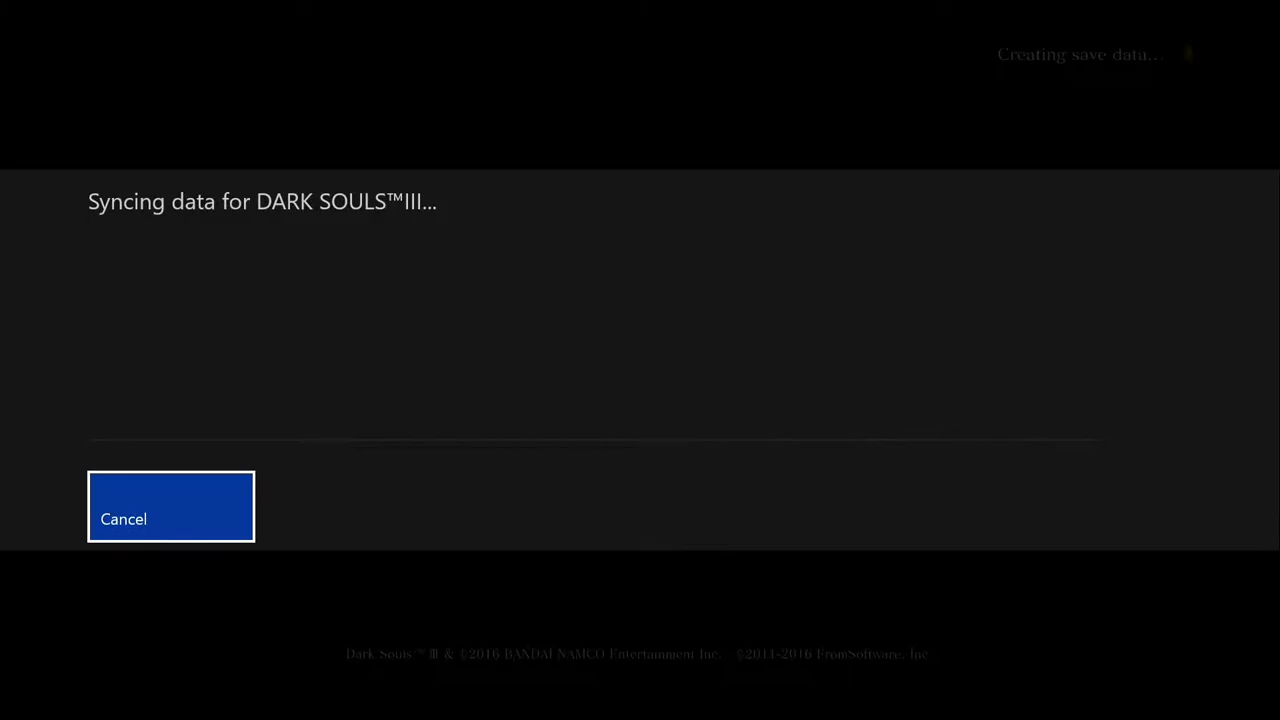 Creating save data...
Syncing data for DARK SOULS™III...
Cancel
Dark Souls™ III & ©2016 BANDAI NAMCO Entertainment Inc. ©2011-2016 FromSoftware, Inc